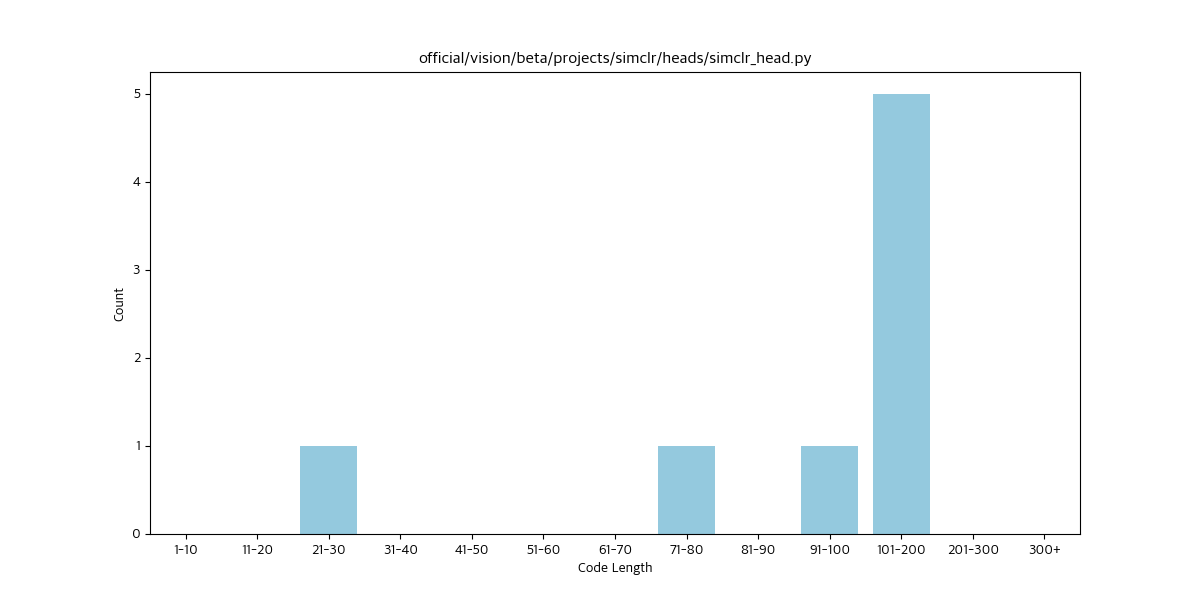 official/vision/beta/projects/simclr/heads/simclr_head.py
5
4
3
2
1
0
Count
1-10 11-20 21-30 31-40 41-50 51-60 61-70 71-80 81-90 91-100 101-200 201-300 300+
Code Length